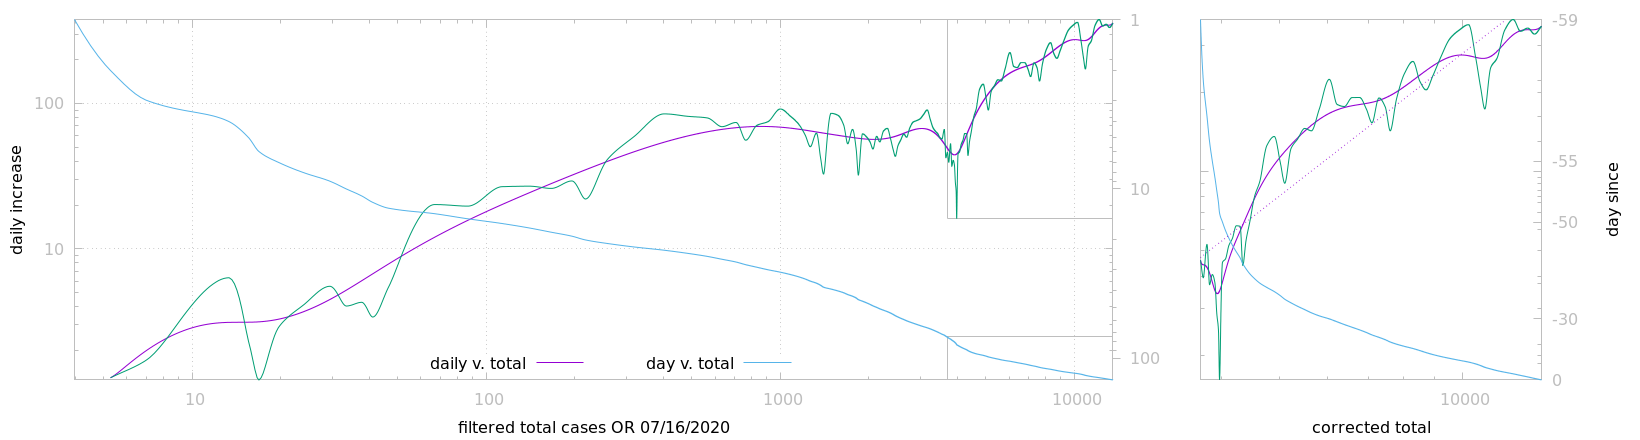 1
-59
100
daily increase
10
-55
day since
-50
10
-30
daily v. total
day v. total
100
0
10
100
1000
10000
10000
filtered total cases OR 07/16/2020
corrected total